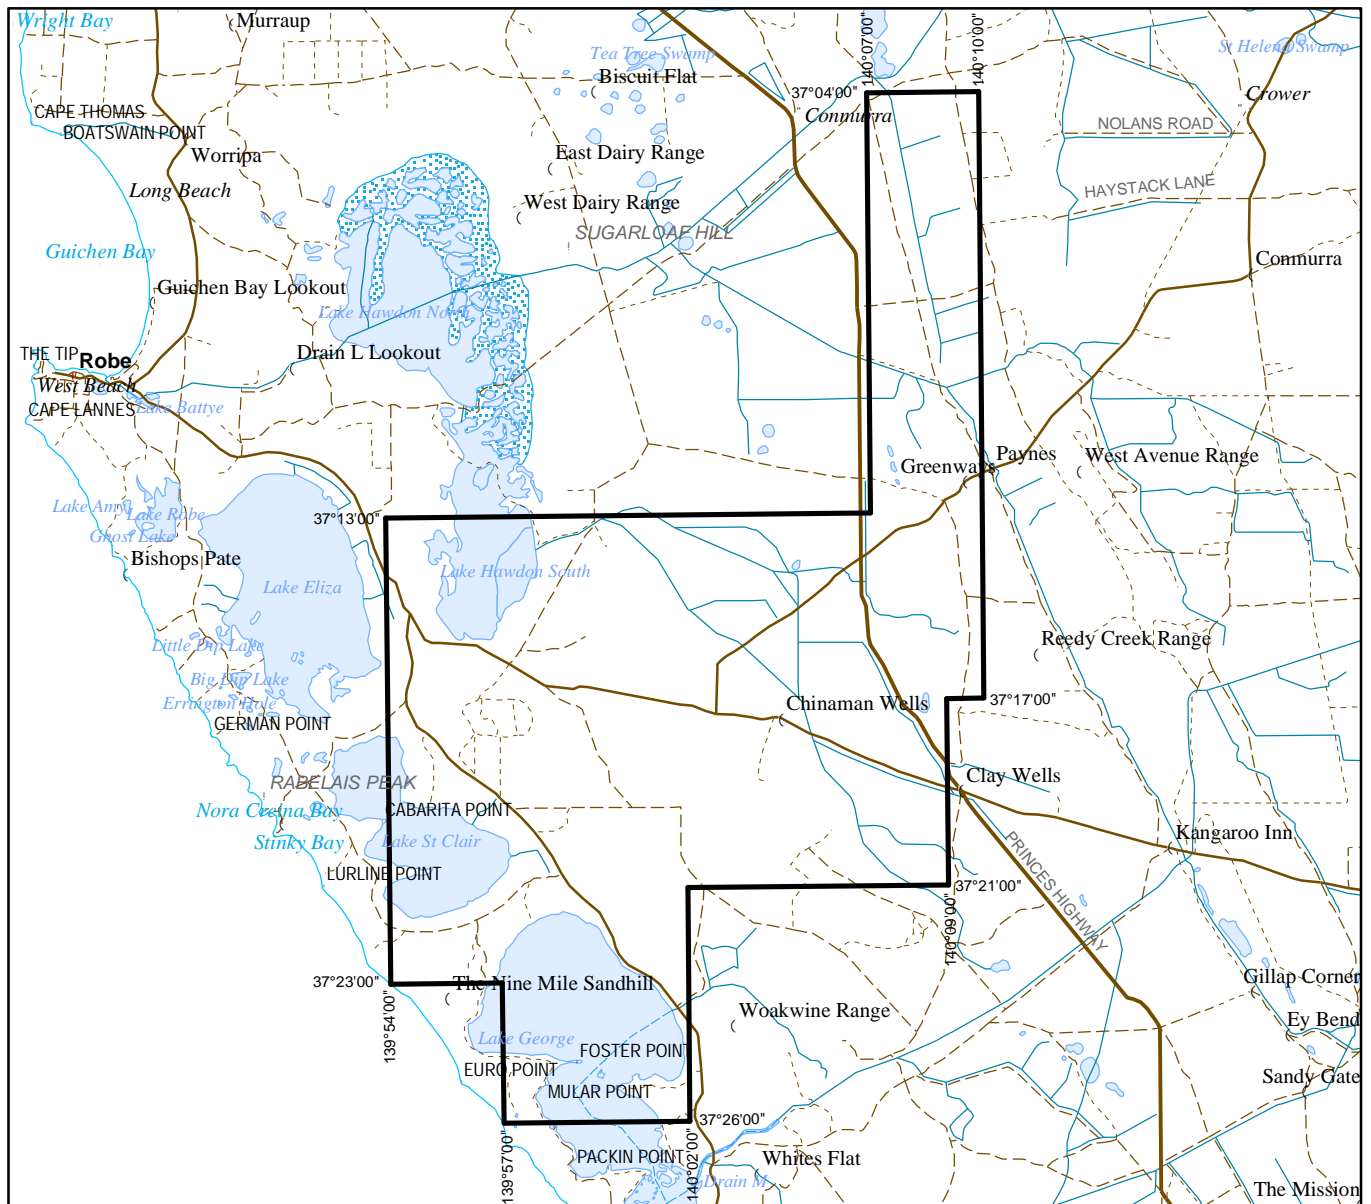 Wright Bay
Murraup
Tea Tree Swamp
Biscuit Flat
140°07'00"
140°10'00"
St Helena Swamp
37°04'00"
Conmurra
Crower
CAPE THOMAS
BOATSWAIN POINT
NOLANS ROAD
Worripa
East Dairy Range
Long Beach
HAYSTACK LANE
West Dairy Range
SUGARLOAF HILL
Guichen Bay
Conmurra
Guichen Bay Lookout
Lake Hawdon North
THE TIP
Robe
Drain L Lookout
West Beach
CAPE LANNES
Lake Battye
Greenways
Paynes
West Avenue Range
Lake Amy
Lake Robe
Ghost Lake
37°13'00"
Bishops Pate
Lake Eliza
Lake Hawdon South
Little Dip Lake
Reedy Creek Range
Big Dip Lake
Errington Hole
GERMAN POINT
Chinaman Wells
37°17'00"
RABELAIS PEAK
Clay Wells
Nora Creina Bay
CABARITA POINT
Stinky Bay
Lake St Clair
Kangaroo Inn
LURLINE POINT
PRINCES HIGHWAY
37°21'00"
140°09'00"
37°23'00"
139°54'00"
The Nine Mile Sandhill
Gillap Corner
Woakwine Range
Ey Bend
Lake George
FOSTER POINT
EURO POINT
Sandy Gate
MULAR POINT
37°26'00"
139°57'00"
140°02'00"
PACKIN POINT
Whites Flat
Drain M
The Mission